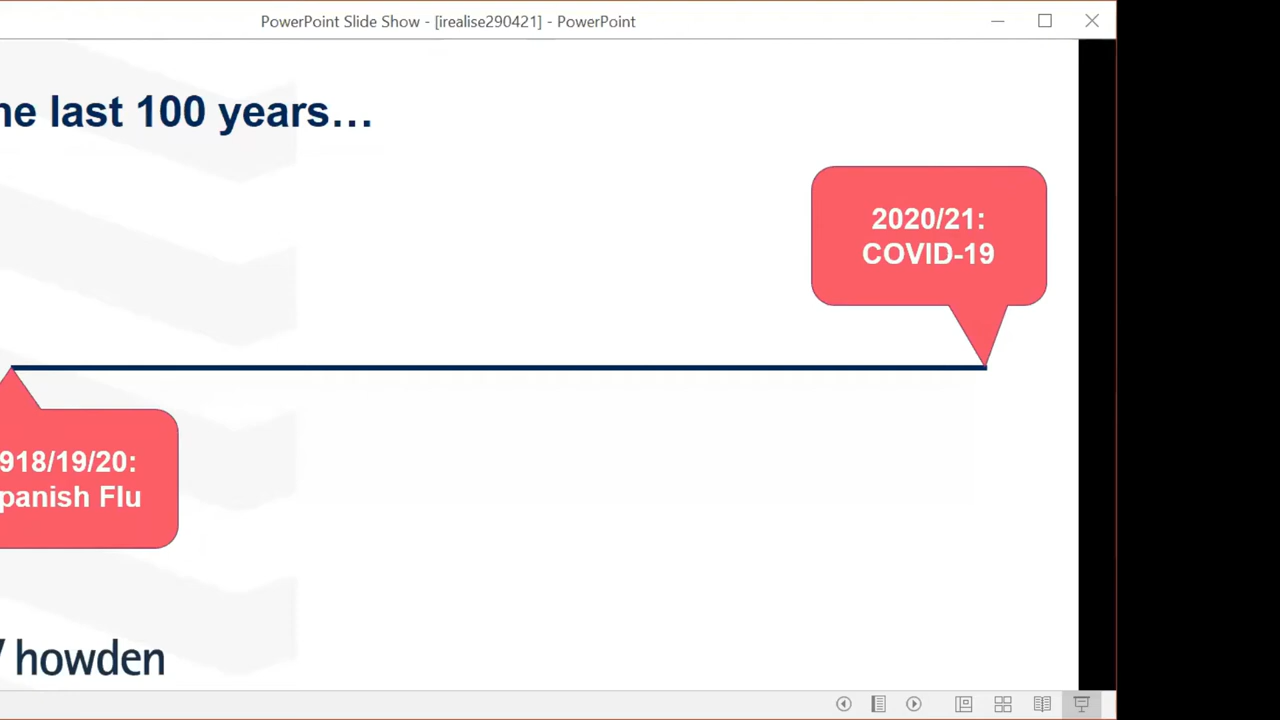 PowerPoint Slide Show - [irealise290421] - PowerPoint
he last 100 years...
2020/21:
COVID-19
918/19/20:
panish Flu
howden